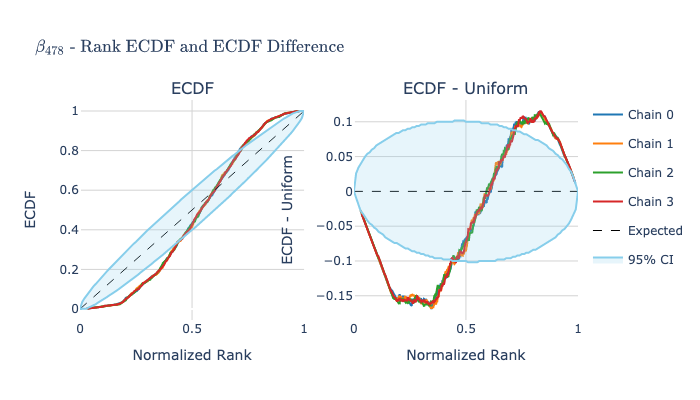 β478 - Rank ECDF and ECDF Difference
ECDF
ECDF
1
0.8
0.6
0.4
0.2
0
0
0.5
1
Normalized Rank
ECDF - Uniform
ECDF - Uniform
0.1
0.05
0
−0.05
−0.1
−0.15
0
0.5
1
Normalized Rank
Chain 0
Chain 1
Chain 2
Chain 3
Expected
95% CI